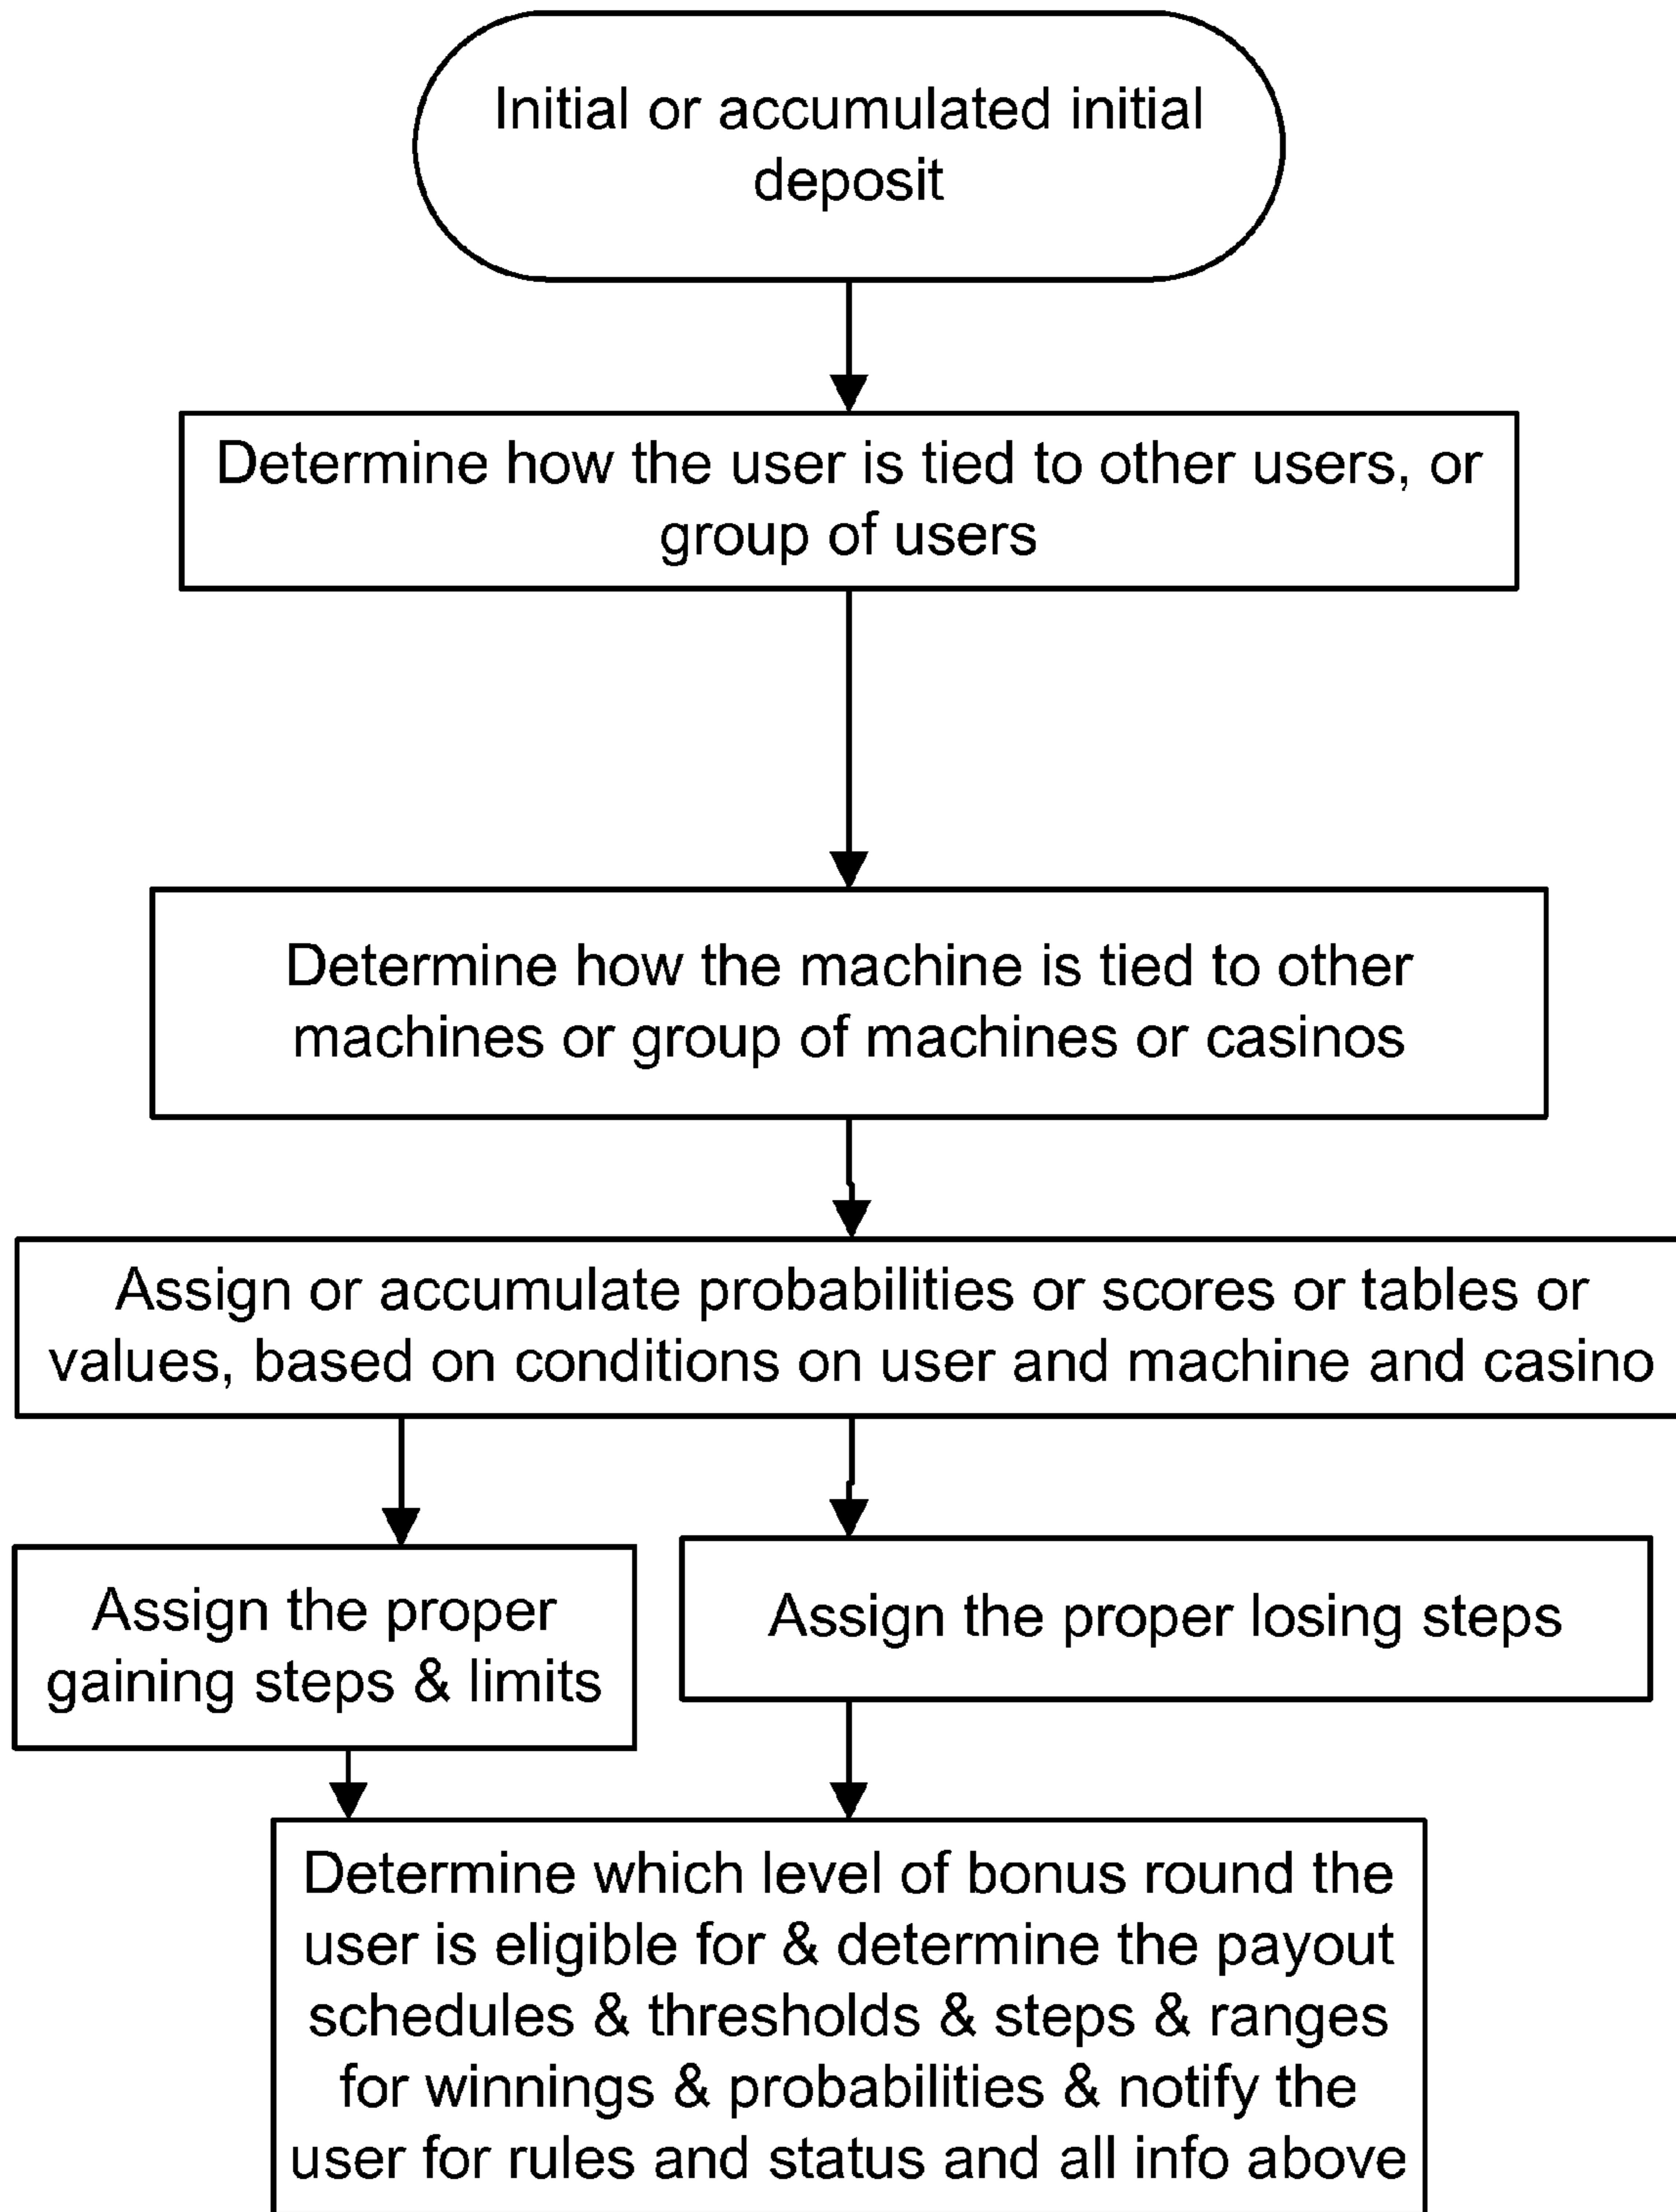 Initial or accumulated initial
deposit
Determine how the user is tied to other users, or
group of users
Determine how the machine is tied to other
machines or group of machines or casinos
Assign or accumulate probabilities or scores or tables or
values, based on conditions on user and machine and casino
Assign the proper
gaining steps & limits
Assign the proper losing steps
Determine which level of bonus round the
user is eligible for & determine the payout
schedules & thresholds & steps & ranges
for winnings & probabilities & notify the
user for rules and status and all info above